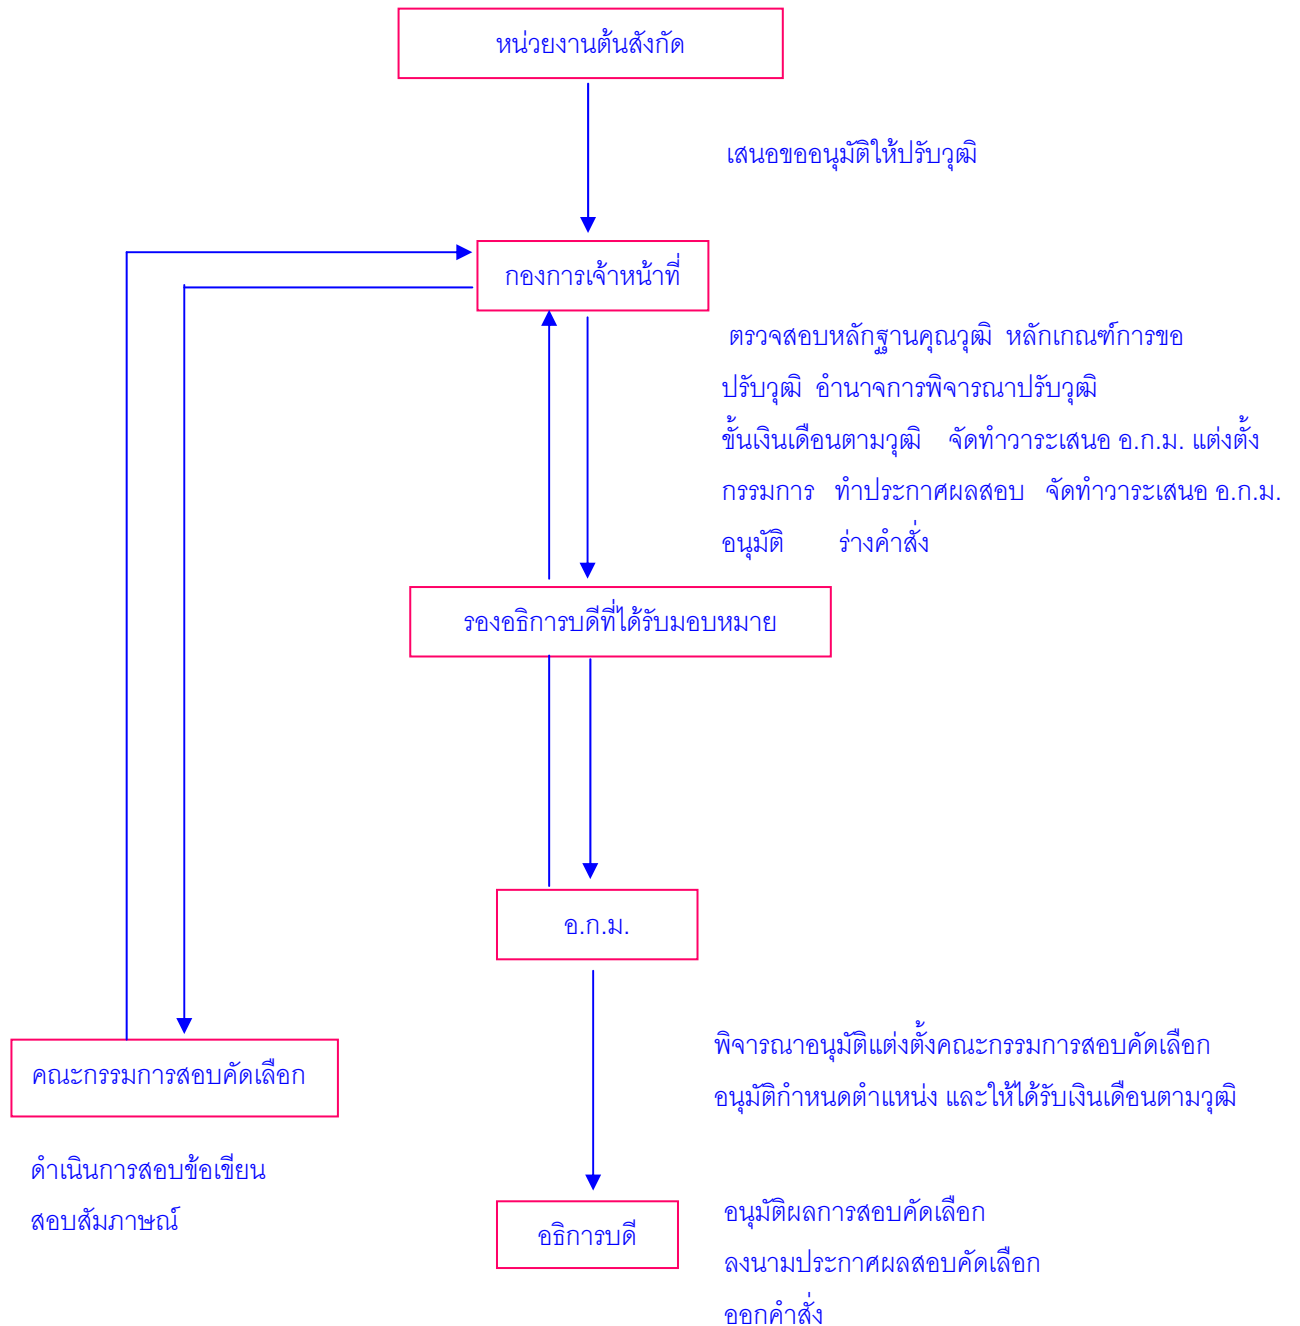 หน่วยงานต้นสังกัด
เสนอขออนุมัติให้ปรับวุฒิ
กองการเจ้าหน้าที่
ตรวจสอบหลักฐานคุณวุฒิ หลักเกณฑ์การขอ
ปรับวุฒิ อำนาจการพิจารณาปรับวุฒิ
ขั้นเงินเดือนตามวุฒิ จัดทำวาระเสนอ อ.ก.ม. แต่งตั้ง
กรรมการ ทำประกาศผลสอบ จัดทำวาระเสนอ อ.ก.ม.
อนุมัติ ร่างคำสั่ง
รองอธิการบดีที่ได้รับมอบหมาย
อ.ก.ม.
พิจารณาอนุมัติแต่งตั้งคณะกรรมการสอบคัดเลือก
อนุมัติกำหนดตำแหน่ง และให้ได้รับเงินเดือนตามวุฒิ
คณะกรรมการสอบคัดเลือก
ดำเนินการสอบข้อเขียน
สอบสัมภาษณ์
อธิการบดี
อนุมัติผลการสอบคัดเลือก
ลงนามประกาศผลสอบคัดเลือก
ออกคำสั่ง